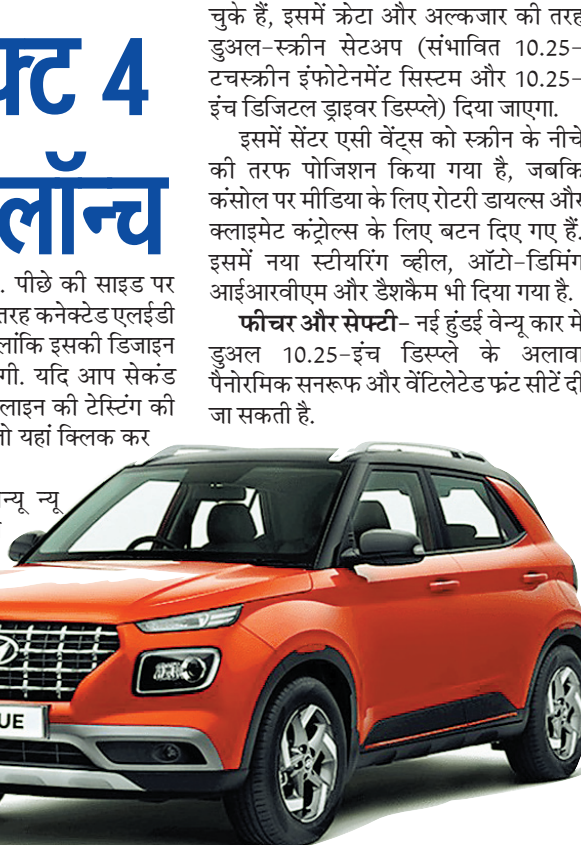 क्ट 4
लॉन्च
. पीछे की साइड पर
तरह कनेक्टेड एलईडी
लांकि इसकी डिजाइन
गी. यदि आप सेकंड
लाइन की टेस्टिंग की
तो यहां क्लिक कर
न्यू न्यू
चुके हैं, इसमें क्रेटा और अल्कजार की तरह
डुअल-स्क्रीन सेटअप (संभावित 10.25-
टचस्क्रीन इंफोटेनमेंट सिस्टम और 10.25-
इंच डिजिटल ड्राइवर डिस्प्ले) दिया जाएगा.
इसमें सेंटर एसी वेंट्स को स्क्रीन के नीचे
की तरफ पोजिशन किया गया है, जबकि
कंसोल पर मीडिया के लिए रोटरी डायल्स और
क्लाइमेट कंट्रोल्स के लिए बटन दिए गए हैं.
इसमें नया स्टीयरिंग व्हील, ऑटो-डिमिंग
आईआरवीएम और डैशकैम भी दिया गया है.
फीचर और सेफ्टी- नई हुंडई वेन्यू कार में
डुअल 10.25-इंच डिस्प्ले के अलावा
पैनोरमिक सनरूफ और वेंटिलेटेड फ्रंट सीटें दी
जा सकती है.
UE